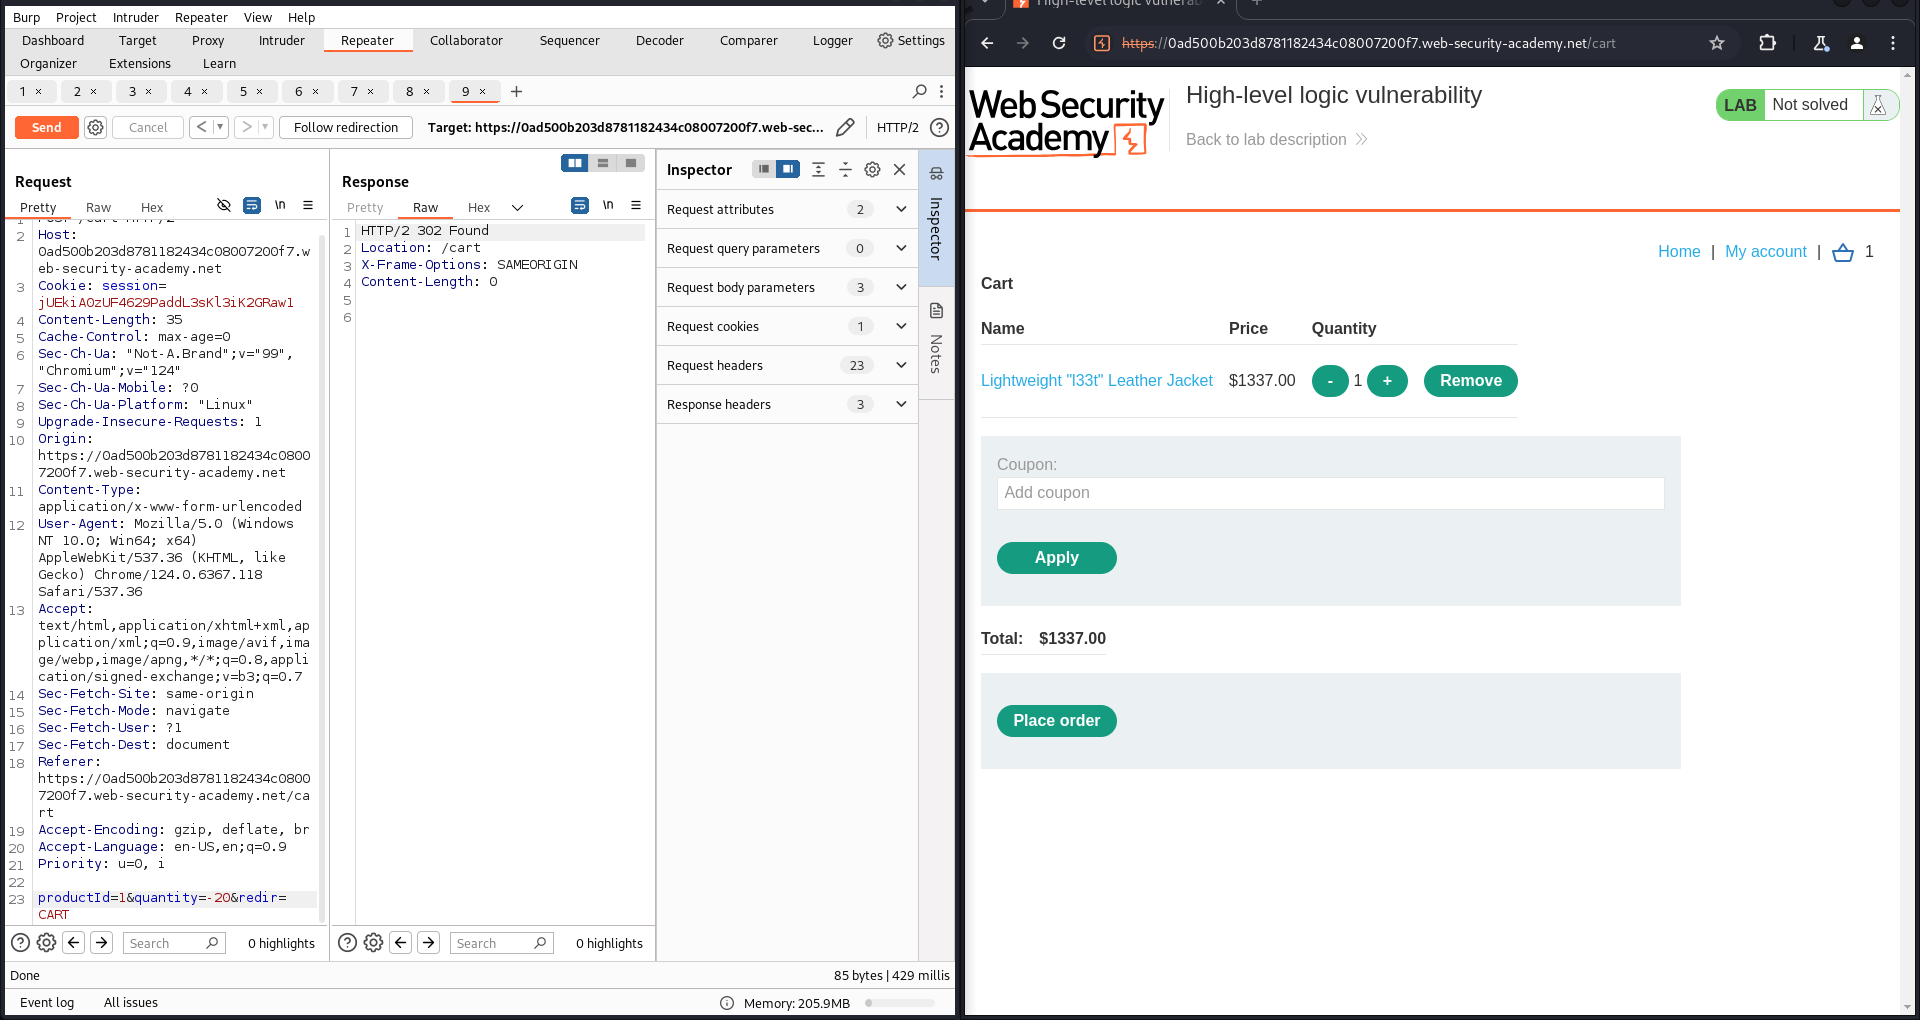 Burp Project Intruder Repeater View Help
Dashboard Target Proxy Intruder Repeater Collaborator Sequencer Decoder Comparer Logger Settings
Organizer Extensions Learn
1 × 2 × 3 × 4 × 5 × 6 × 7 × 8 × 9 × +
Send Cancel < > Follow redirection Target: https://0ad500b203d8781182434c08007200f7.web-sec... HTTP/2
Request
Pretty Raw Hex \n
2 Host:
0ad500b203d8781182434c08007200f7.w
eb-security-academy.net
3 Cookie: session=
jUEkiA0zUF4629PaddL3sKl3iK2GRaw1
4 Content-Length: 35
5 Cache-Control: max-age=0
6 Sec-Ch-Ua: "Not-A.Brand";v="99",
"Chromium";v="124"
7 Sec-Ch-Ua-Mobile: ?0
8 Sec-Ch-Ua-Platform: "Linux"
9 Upgrade-Insecure-Requests: 1
10 Origin:
https://0ad500b203d8781182434c0800
7200f7.web-security-academy.net
11 Content-Type:
application/x-www-form-urlencoded
12 User-Agent: Mozilla/5.0 (Windows
NT 10.0; Win64; x64)
AppleWebKit/537.36 (KHTML, like
Gecko) Chrome/124.0.6367.118
Safari/537.36
13 Accept:
text/html,application/xhtml+xml,ap
plication/xml;q=0.9,image/avif,ima
ge/webp,image/apng,*/*;q=0.8,appli
cation/signed-exchange;v=b3;q=0.7
14 Sec-Fetch-Site: same-origin
15 Sec-Fetch-Mode: navigate
16 Sec-Fetch-User: ?1
17 Sec-Fetch-Dest: document
18 Referer:
https://0ad500b203d8781182434c0800
7200f7.web-security-academy.net/ca
rt
19 Accept-Encoding: gzip, deflate, br
20 Accept-Language: en-US,en;q=0.9
21 Priority: u=0, i
22
23 productId=1&quantity=-20&redir=
CART
Search 0 highlights
Response
Pretty Raw Hex \n
1 HTTP/2 302 Found
2 Location: /cart
3 X-Frame-Options: SAMEORIGIN
4 Content-Length: 0
5
6
Search 0 highlights
Inspector
Request attributes 2
Request query parameters 0
Request body parameters 3
Request cookies 1
Request headers 23
Response headers 3
Inspector
Notes
Done 85 bytes | 429 millis
Event log All issues Memory: 205.9MB
https://0ad500b203d8781182434c08007200f7.web-security-academy.net/cart
Web Security
Academy
High-level logic vulnerability
Back to lab description
LAB Not solved
Home | My account | 1
Cart
Name Price Quantity
Lightweight "l33t" Leather Jacket $1337.00 - 1 + Remove
Coupon:
Add coupon
Apply
Total: $1337.00
Place order